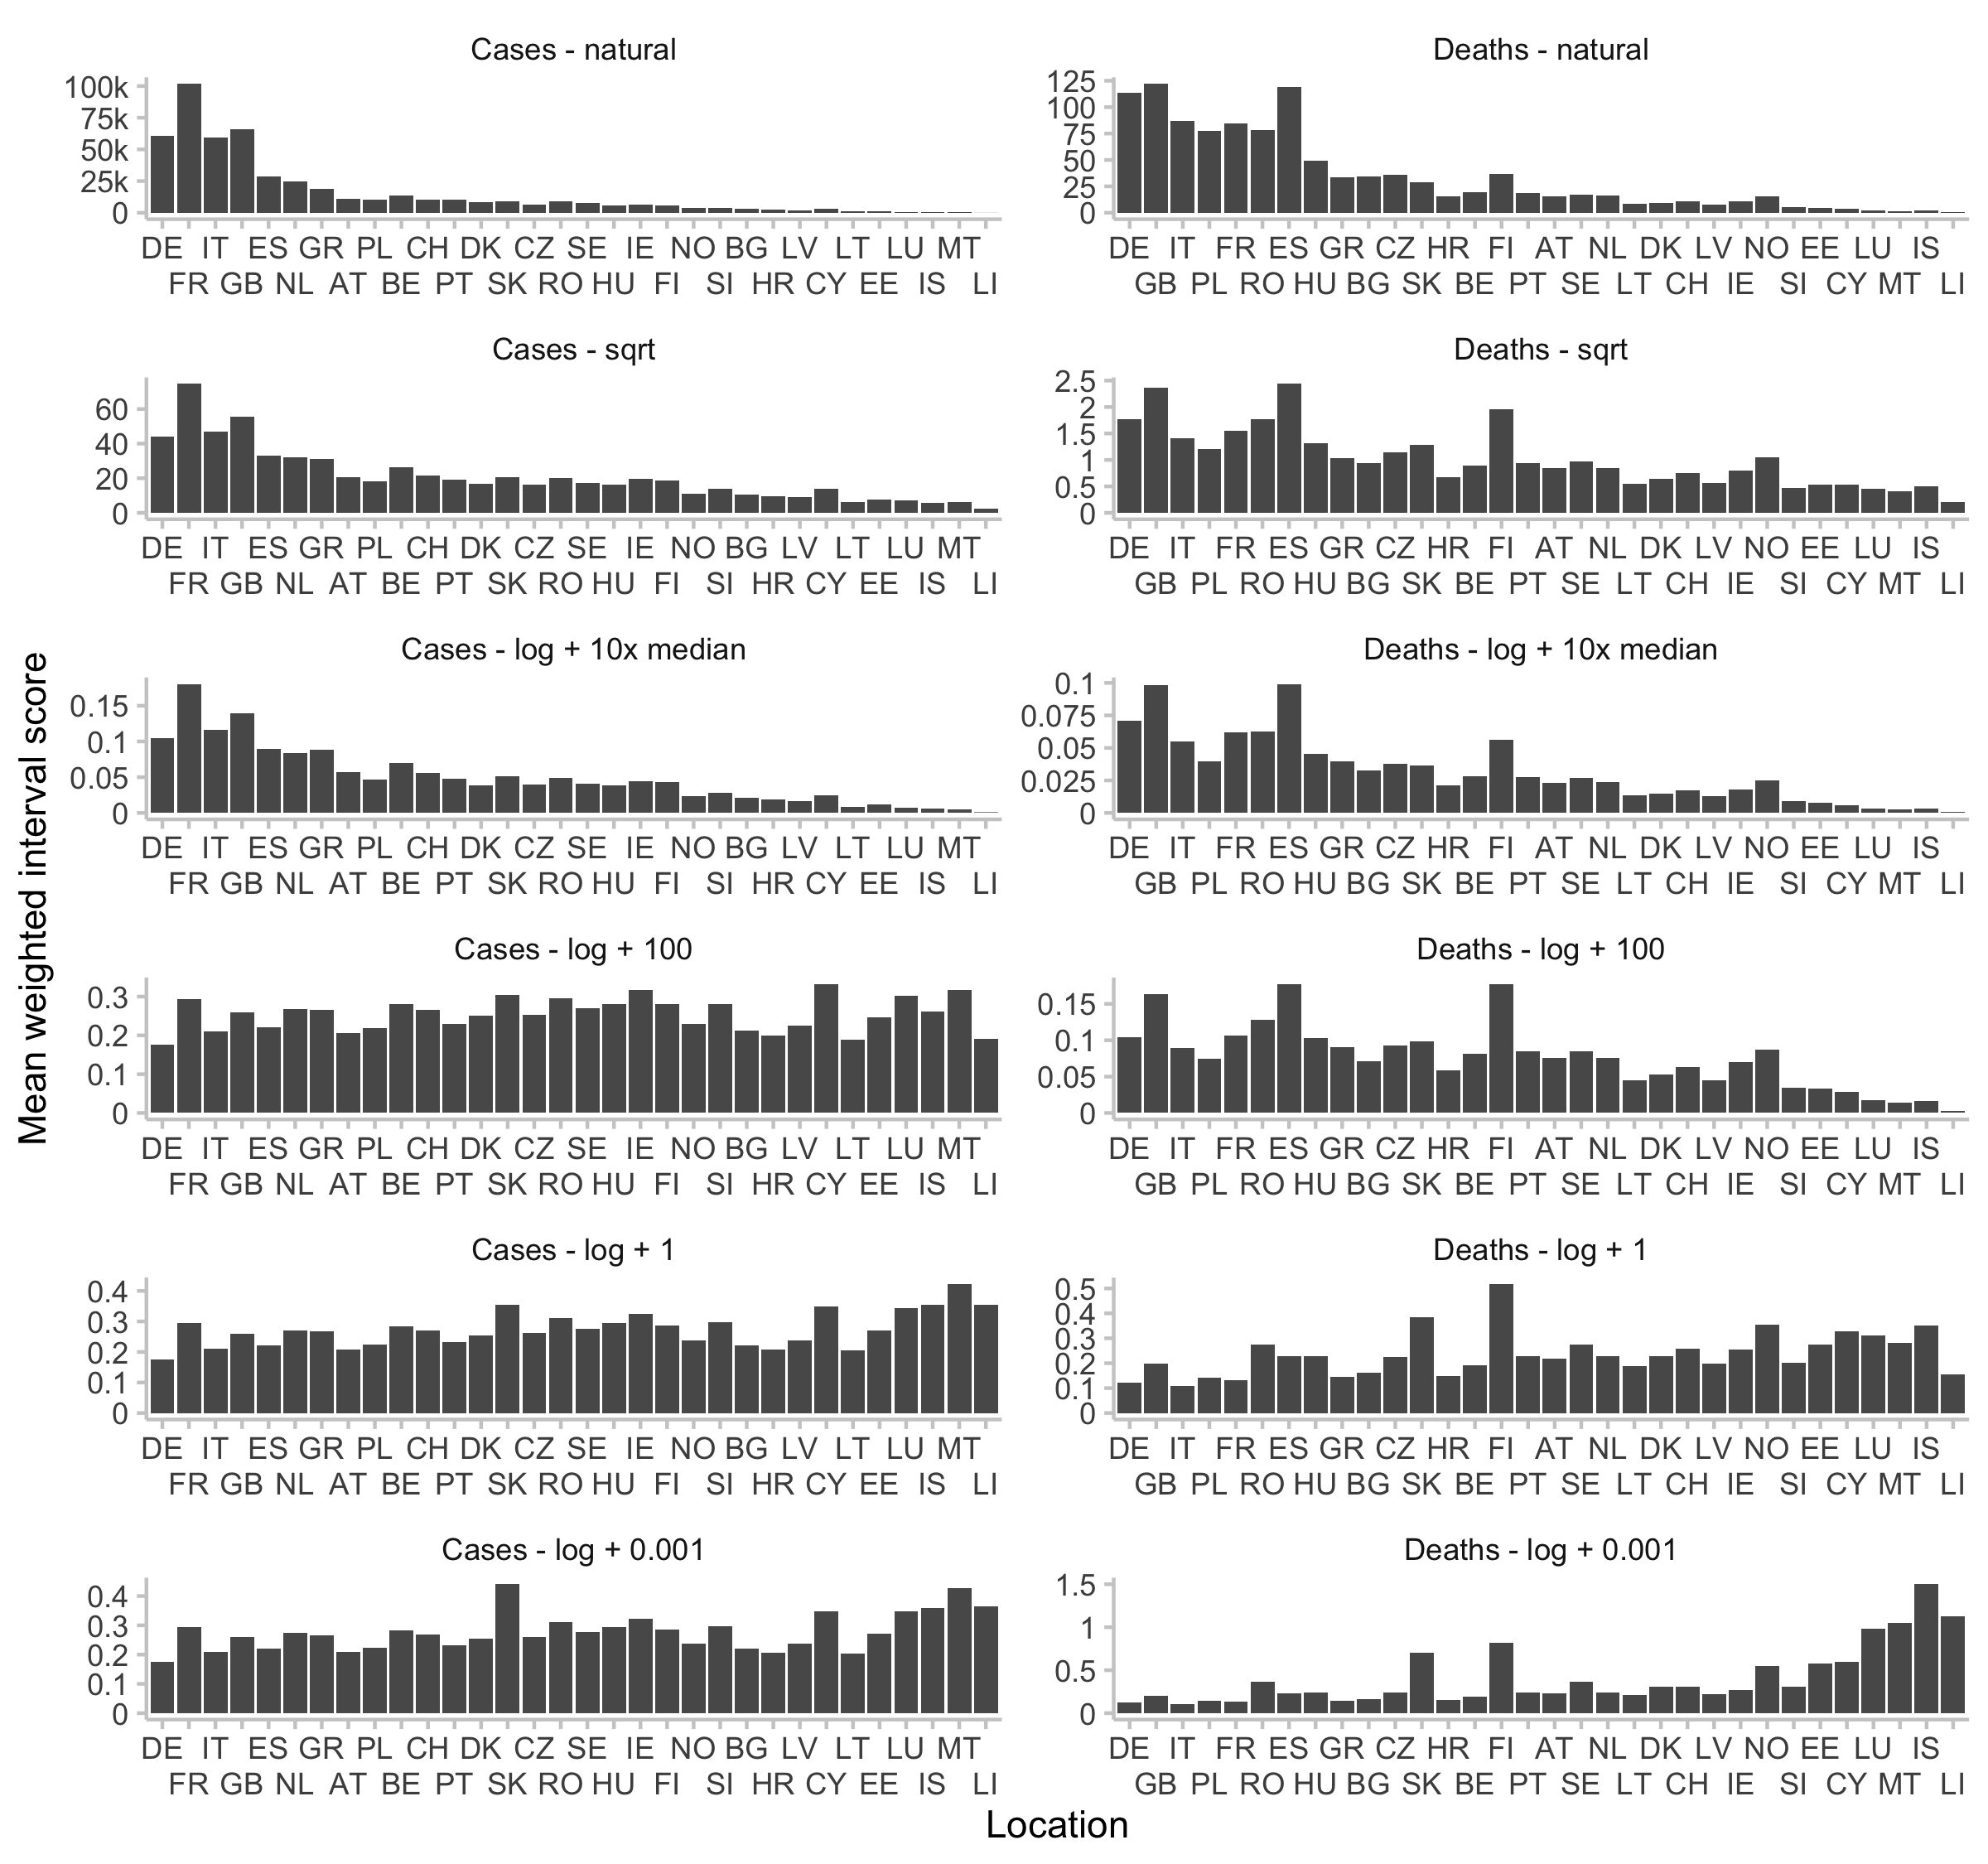 Cases - natural
100k
75k
50k
25k
0
DE IT ES GR PL CH DK CZ SE IE NO BG LV LT LU MT
FR GB NL AT BE PT SK RO HU FI SI HR CY EE IS LI
Deaths - natural
125
100
75
50
25
0
DE IT FR ES GR CZ HR FI AT NL DK LV NO EE LU IS
GB PL RO HU BG SK BE PT SE LT CH IE SI CY MT LI
Cases - sqrt
60
40
20
0
DE IT ES GR PL CH DK CZ SE IE NO BG LV LT LU MT
FR GB NL AT BE PT SK RO HU FI SI HR CY EE IS LI
Deaths - sqrt
2.5
2
1.5
1
0.5
0
DE IT FR ES GR CZ HR FI AT NL DK LV NO EE LU IS
GB PL RO HU BG SK BE PT SE LT CH IE SI CY MT LI
Mean weighted interval score
Cases - log + 10x median
0.15
0.1
0.05
0
DE IT ES GR PL CH DK CZ SE IE NO BG LV LT LU MT
FR GB NL AT BE PT SK RO HU FI SI HR CY EE IS LI
Deaths - log + 10x median
0.1
0.075
0.05
0.025
0
DE IT FR ES GR CZ HR FI AT NL DK LV NO EE LU IS
GB PL RO HU BG SK BE PT SE LT CH IE SI CY MT LI
Cases - log + 100
0.3
0.2
0.1
0
DE IT ES GR PL CH DK CZ SE IE NO BG LV LT LU MT
FR GB NL AT BE PT SK RO HU FI SI HR CY EE IS LI
Deaths - log + 100
0.15
0.1
0.05
0
DE IT FR ES GR CZ HR FI AT NL DK LV NO EE LU IS
GB PL RO HU BG SK BE PT SE LT CH IE SI CY MT LI
Cases - log + 1
0.4
0.3
0.2
0.1
0
DE IT ES GR PL CH DK CZ SE IE NO BG LV LT LU MT
FR GB NL AT BE PT SK RO HU FI SI HR CY EE IS LI
Deaths - log + 1
0.5
0.4
0.3
0.2
0.1
0
DE IT FR ES GR CZ HR FI AT NL DK LV NO EE LU IS
GB PL RO HU BG SK BE PT SE LT CH IE SI CY MT LI
Cases - log + 0.001
0.4
0.3
0.2
0.1
0
DE IT ES GR PL CH DK CZ SE IE NO BG LV LT LU MT
FR GB NL AT BE PT SK RO HU FI SI HR CY EE IS LI
Deaths - log + 0.001
1.5
1
0.5
0
DE IT FR ES GR CZ HR FI AT NL DK LV NO EE LU IS
GB PL RO HU BG SK BE PT SE LT CH IE SI CY MT LI
Location